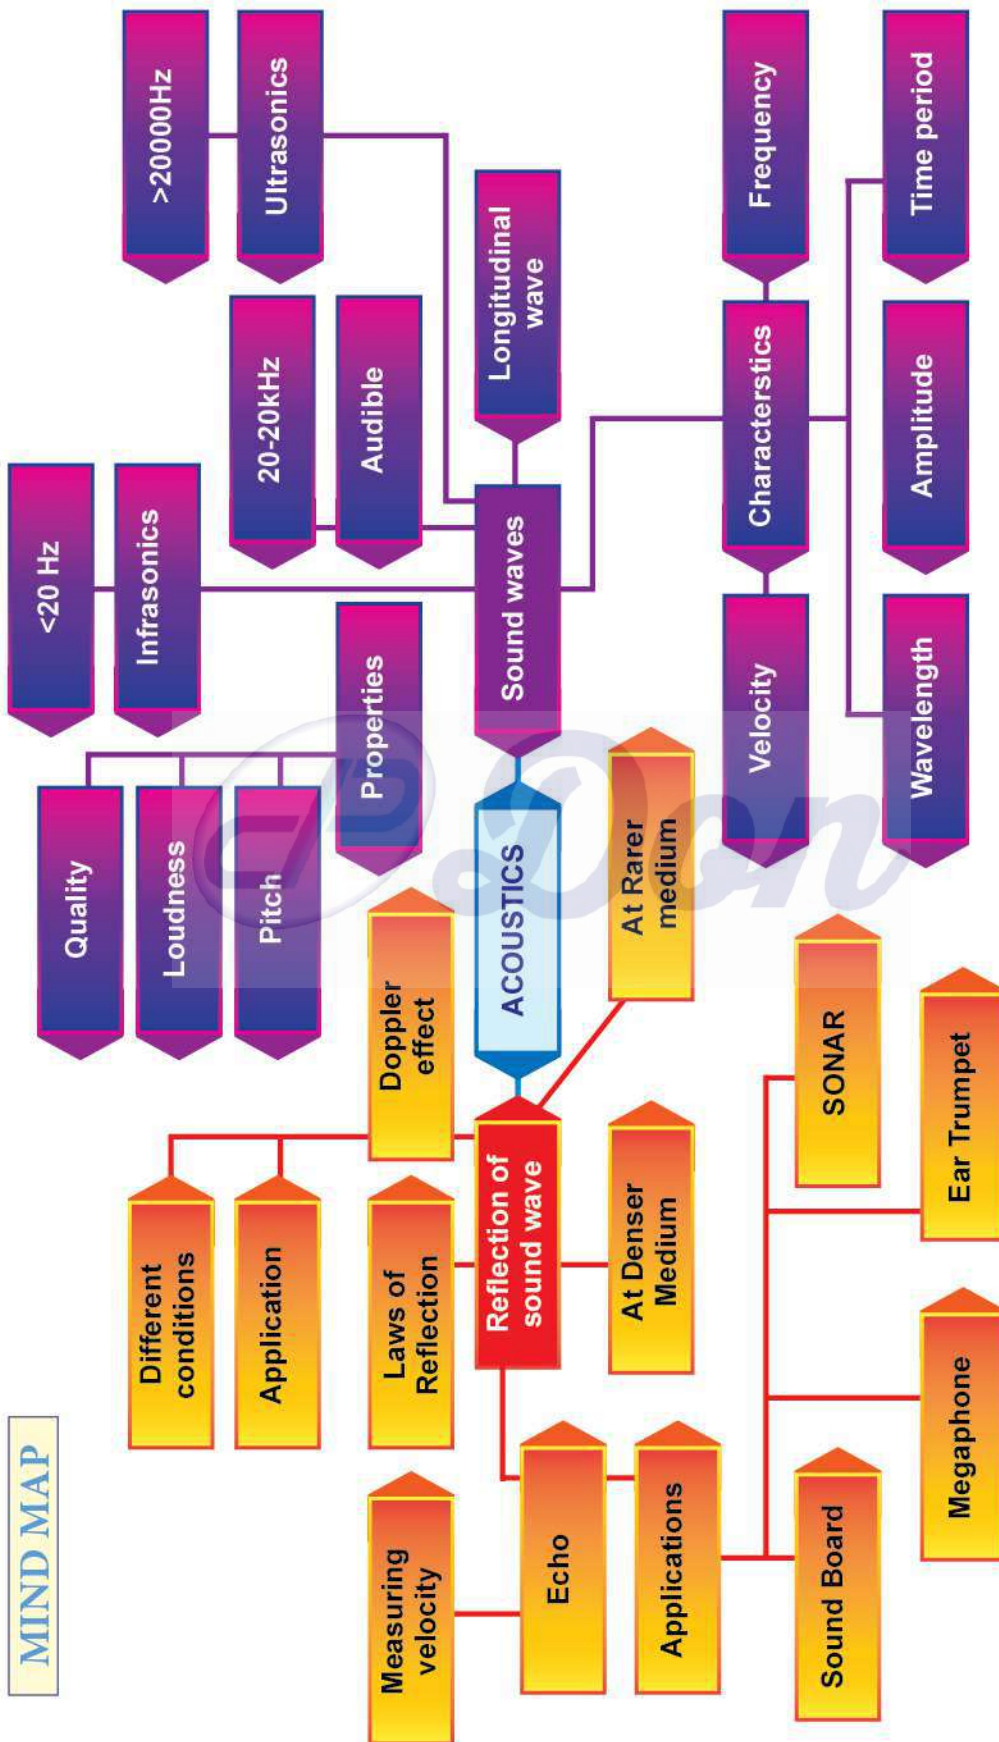 MIND MAP
Measuring
velocity
Echo
Applications
Sound Board
Megaphone
Ear Trumpet
SONAR
Different
conditions
Application
Laws of
Reflection
Doppler
effect
Reflection of
sound wave
At Denser
Medium
At Rarer
medium
ACOUSTICS
Quality
Loudness
Pitch
Properties
<20 Hz
Infrasonics
20-20kHz
Audible
>20000Hz
Ultrasonics
Sound waves
Longitudinal
wave
Velocity
Characterstics
Frequency
Wavelength
Amplitude
Time period
Don